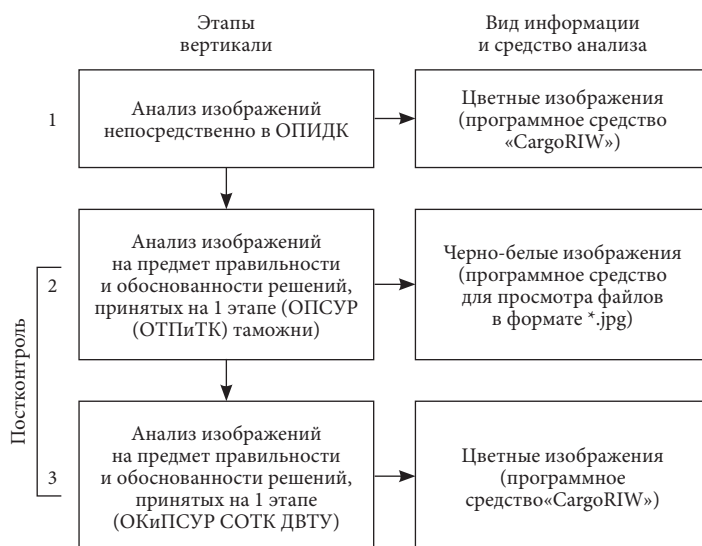 Этапы
вертикали
Вид информации
и средство анализа
1
Анализ изображений
непосредственно в ОПИДК
Цветные изображения
(программное средство
«CargoRIW»)
Постконтроль
2
Анализ изображений
на предмет правильности
и обоснованности решений,
принятых на 1 этапе (ОПСУР
(ОТПиТК) таможни)
Черно-белые изображения
(программное средство
для просмотра файлов
в формате *.jpg)
3
Анализ изображений
на предмет правильности
и обоснованности решений,
принятых на 1 этапе
(ОКиПСУР СОТК ДВТУ)
Цветные изображения
(программное
средство«CargoRIW»)